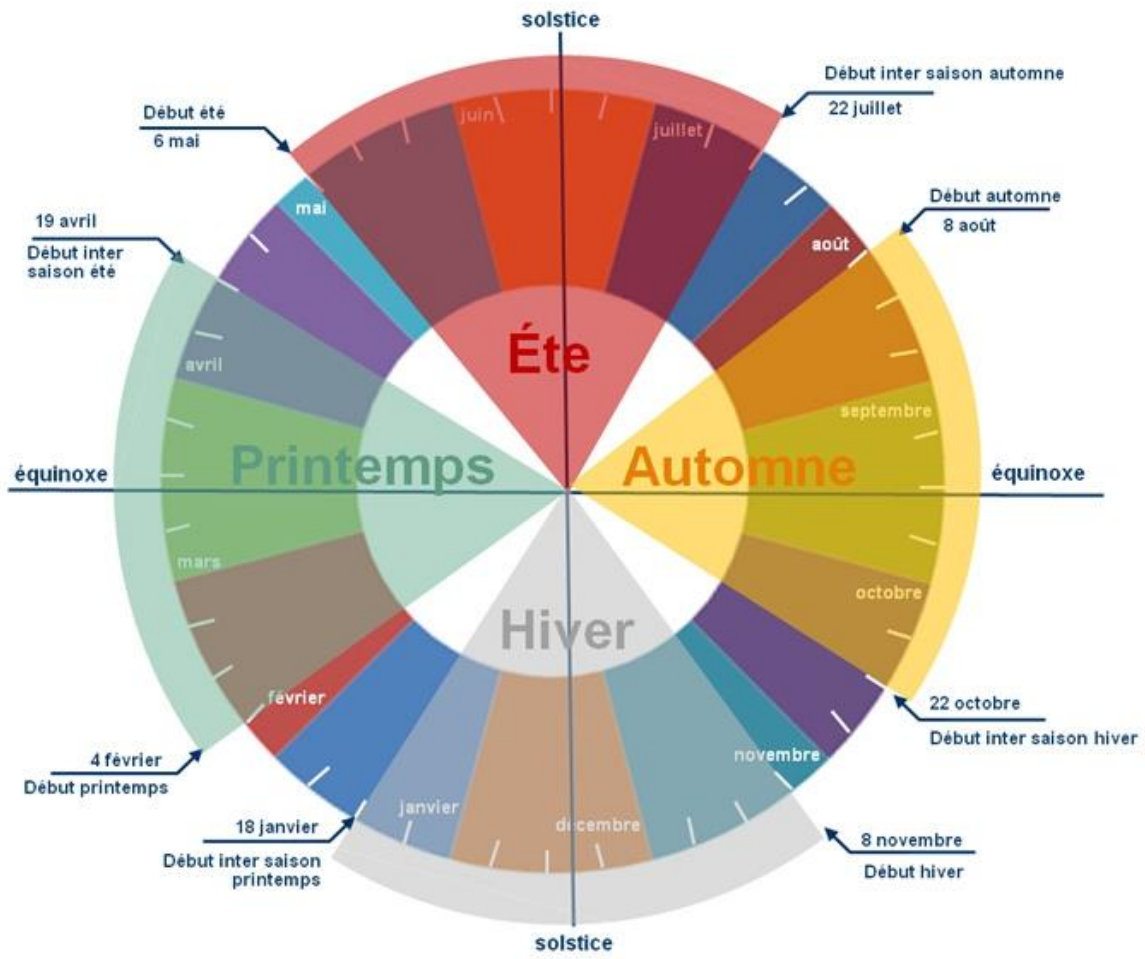 solstice
Début inter saison automne
22 juillet
Début été
6 mai
juin
juillet
Début automne
8 août
mai
19 avril
Début inter
saison été
août
Éte
avril
septembre
Printemps
Automne
équinoxe
équinoxe
mars
octobre
Hiver
février
22 octobre
Début inter saison hiver
novembre
4 février
Début printemps
janvier
décembre
18 janvier
Début inter saison
printemps
8 novembre
Début hiver
solstice